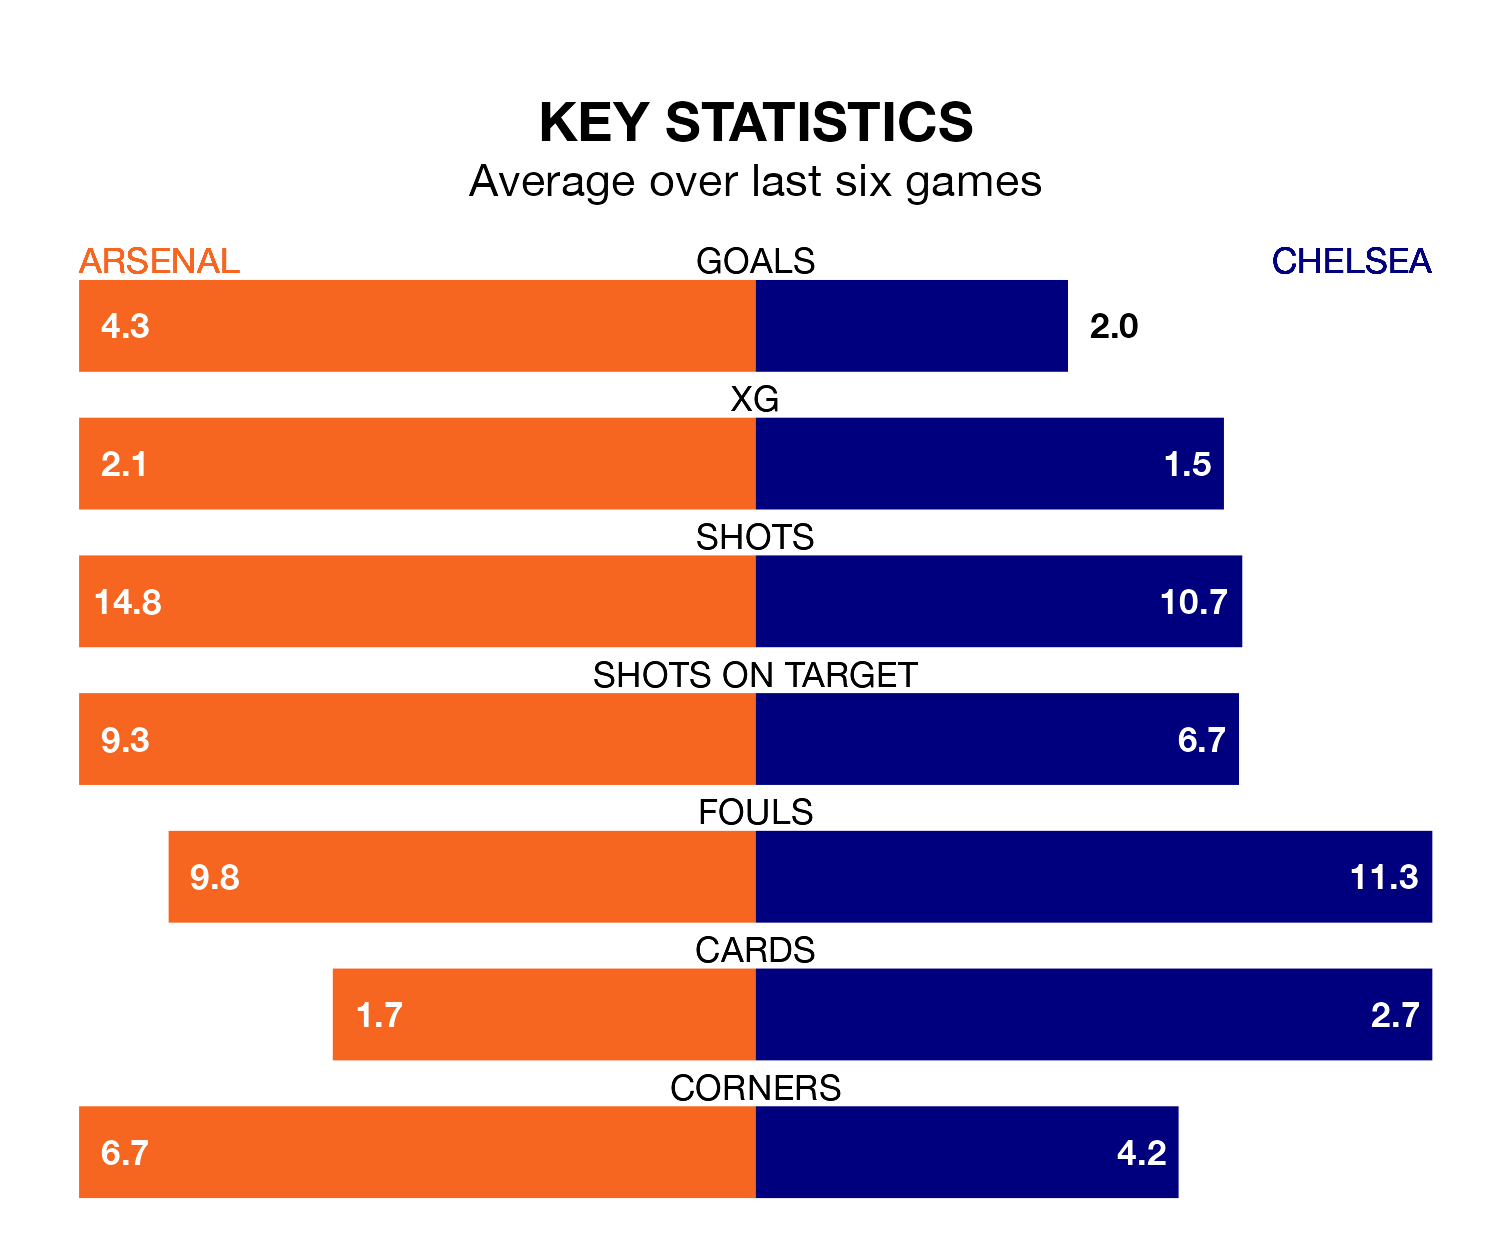 KEY STATISTICS
Average over last six games
ARSENAL GOALS CHELSEA
4.3 2.0
XG
2.1 1.5
SHOTS
14.8 10.7
SHOTS ON TARGET
9.3 6.7
FOULS
9.8 11.3
CARDS
1.7 2.7
CORNERS
6.7 4.2